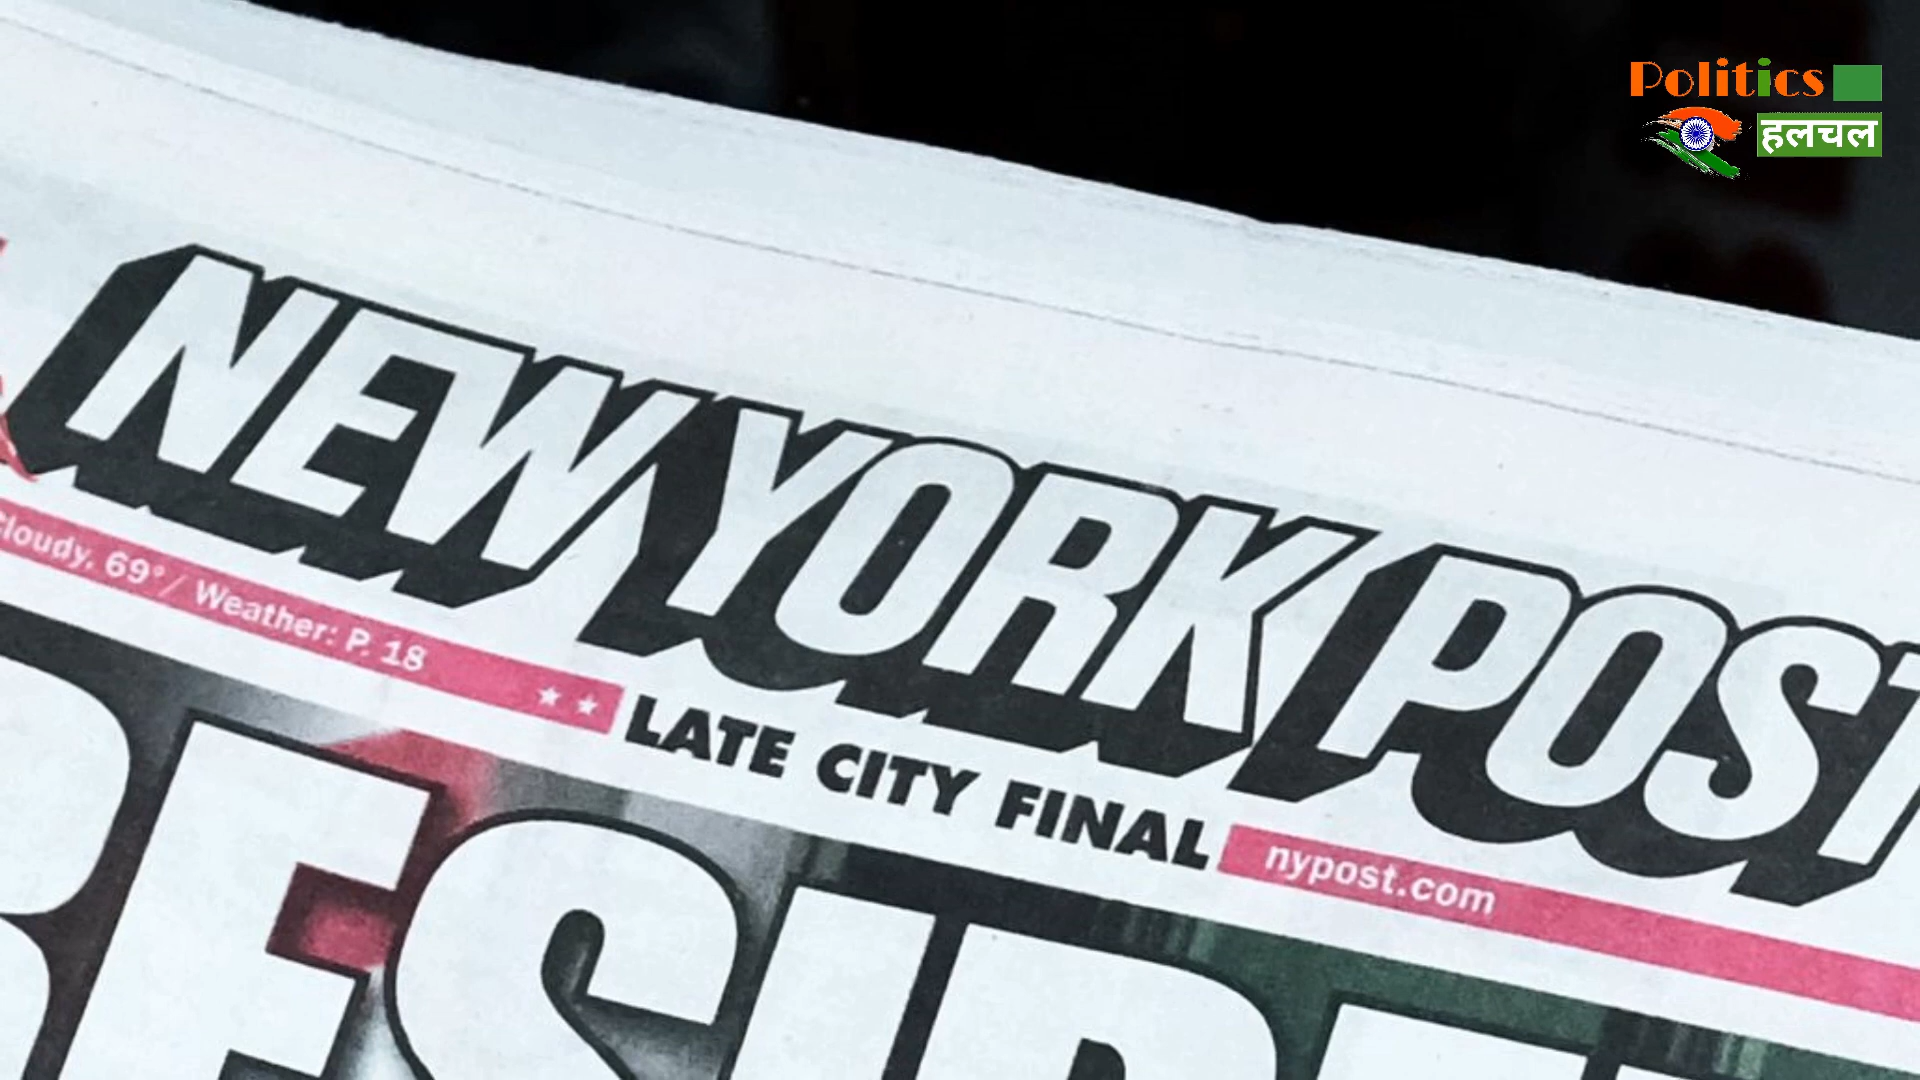 Politics
हलचल
NEW YORK POST
Cloudy, 69° / Weather: P. 18
LATE CITY FINAL
nypost.com